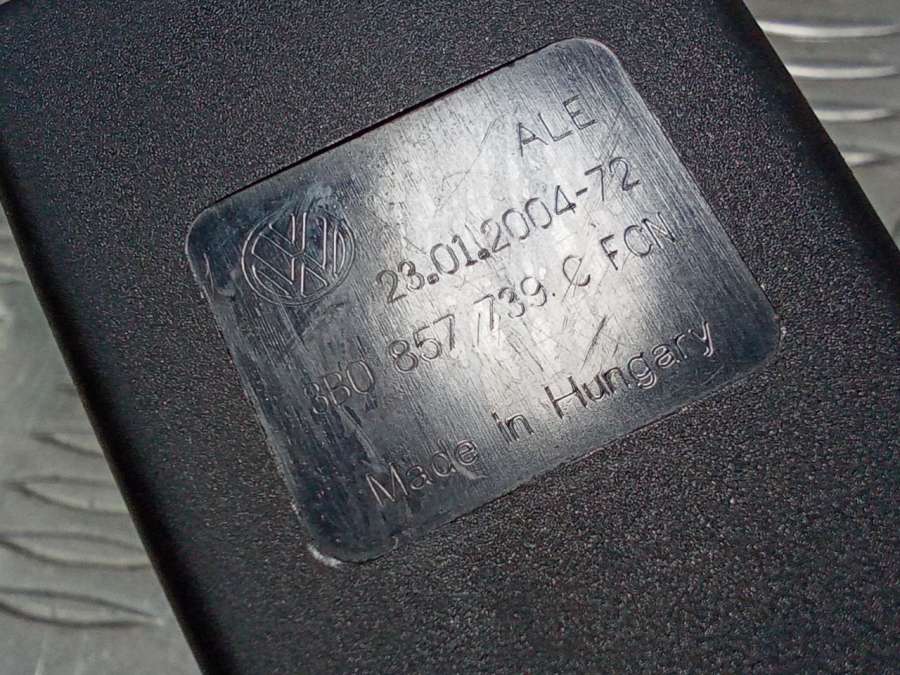 ALE
23.01.2004-72
3B0 857 739 C FCN
Made in Hungary